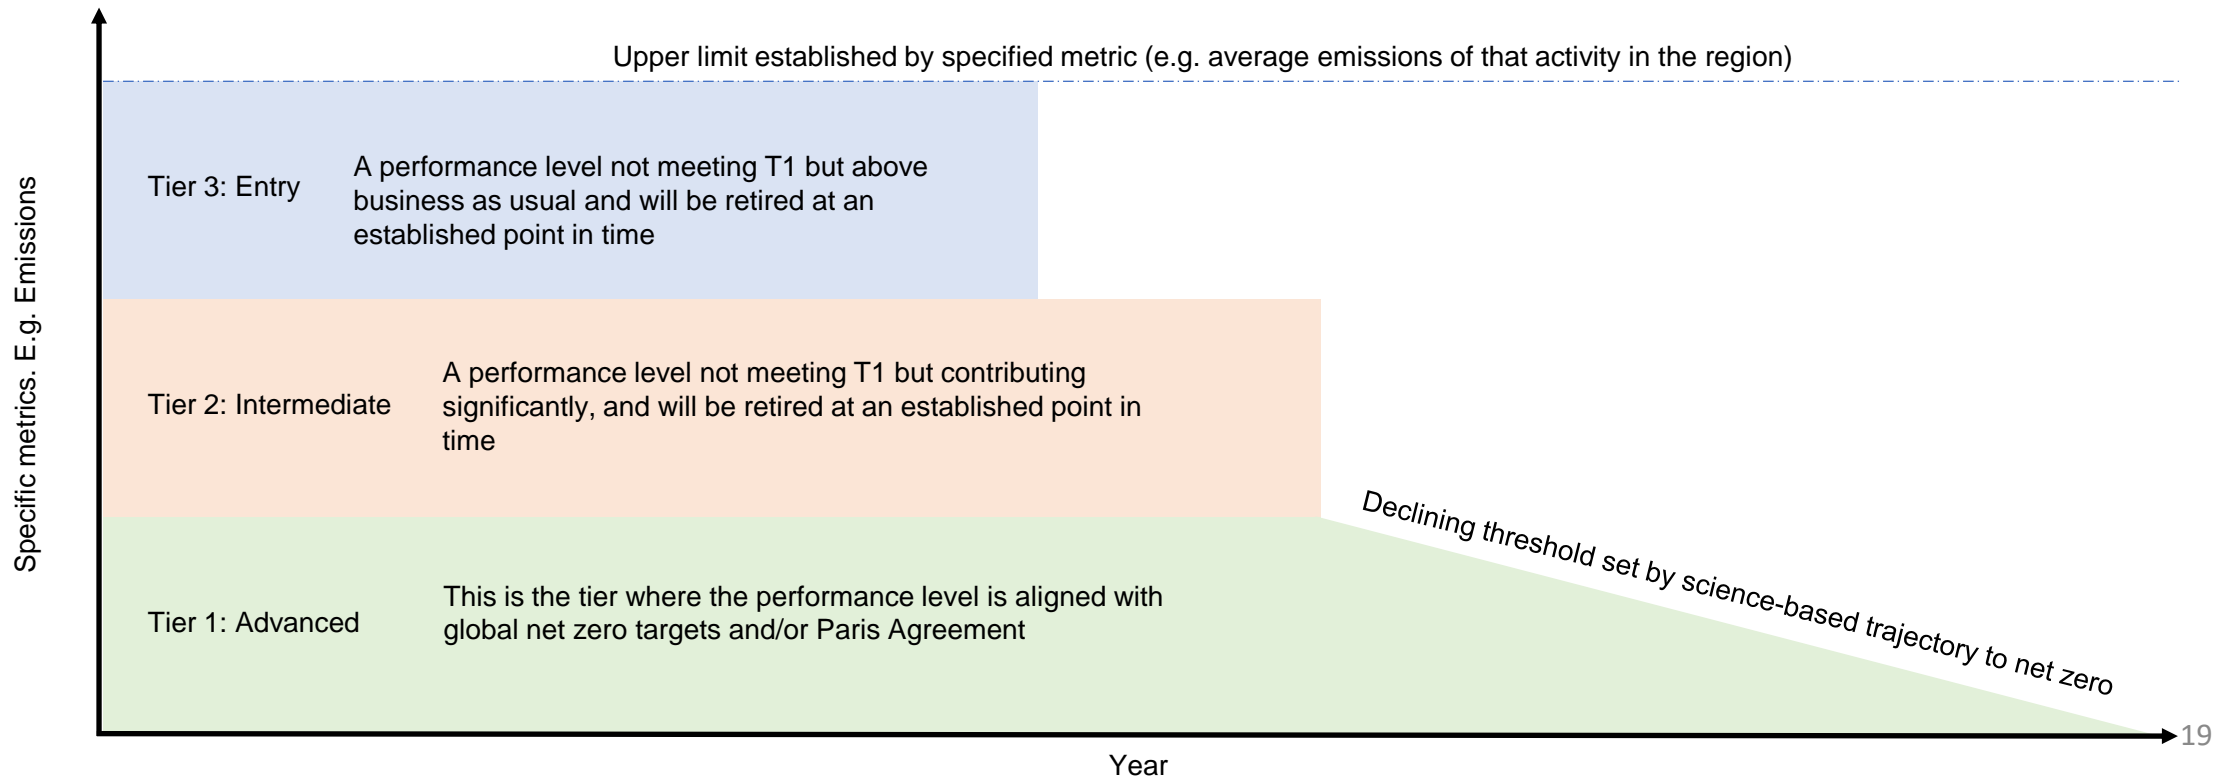 Upper limit established by specified metric (e.g. average emissions of that activity in the region)
Specific metrics. E.g. Emissions
Tier 3: Entry
A performance level not meeting T1 but above
business as usual and will be retired at an
established point in time
Tier 2: Intermediate
A performance level not meeting T1 but contributing
significantly, and will be retired at an established point in
time
Declining threshold set by science-based trajectory to net zero
Tier 1: Advanced
This is the tier where the performance level is aligned with
global net zero targets and/or Paris Agreement
Year
19